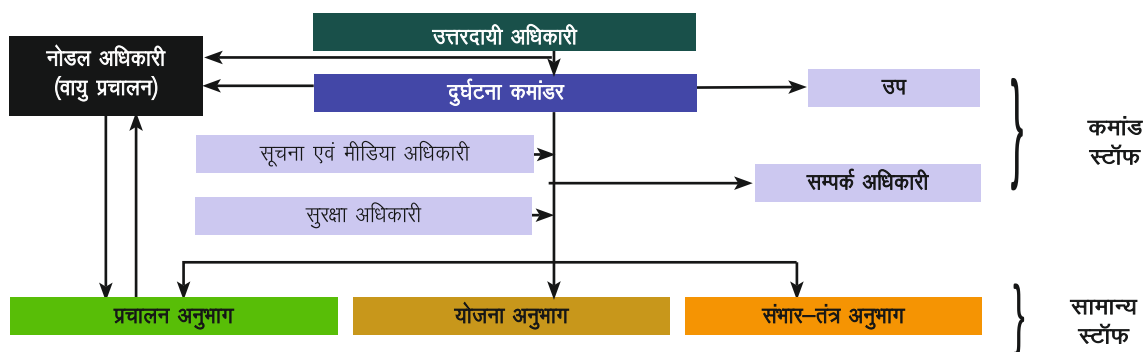 उत्तरदायी अधिकारी
नोडल अधिकारी
(वायु प्रचालन)
दुर्घटना कमांडर
उप
कमांड
स्टॉफ
सूचना एवं मीडिया अधिकारी
सम्पर्क अधिकारी
सुरक्षा अधिकारी
प्रचालन अनुभाग
योजना अनुभाग
संभार–तंत्र अनुभाग
सामान्य
स्टॉफ